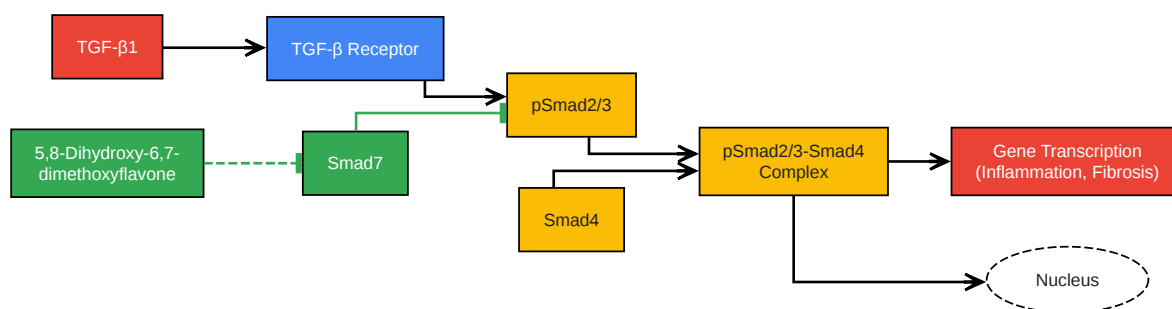 TGF-β1
TGF-β Receptor
pSmad2/3
5,8-Dihydroxy-6,7-
dimethoxyflavone
Smad7
pSmad2/3-Smad4
Complex
Gene Transcription
(Inflammation, Fibrosis)
Smad4
Nucleus